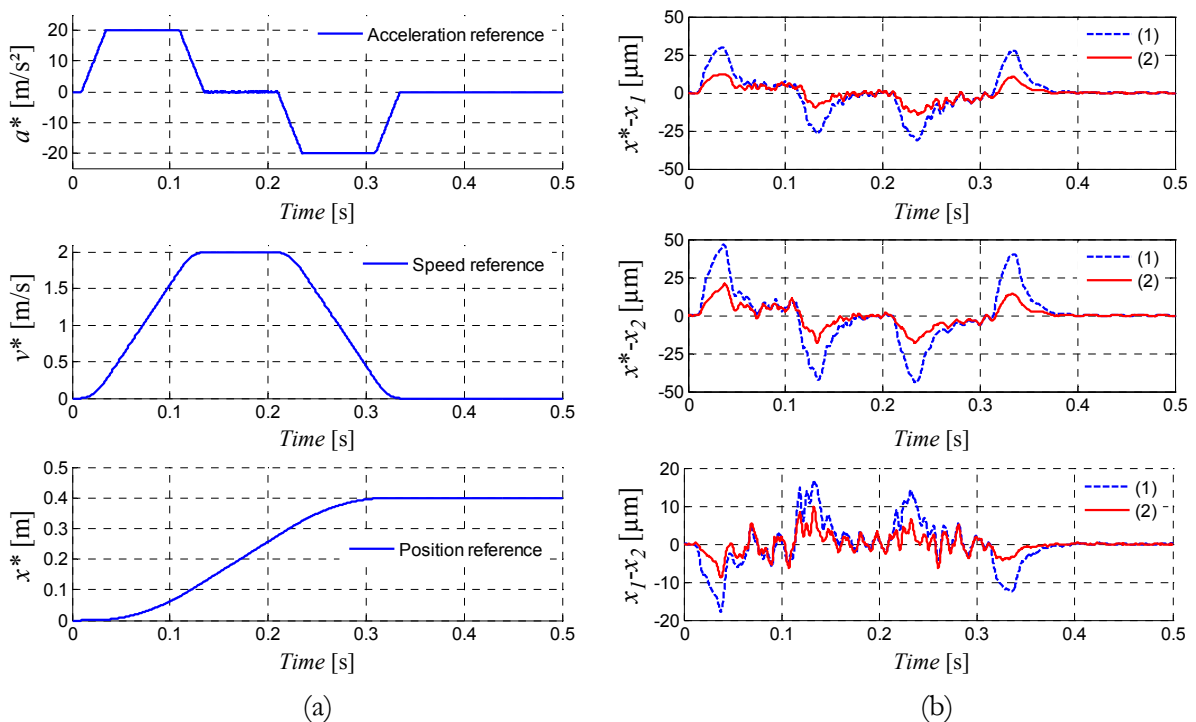 a* [m/s²]
20
10
0
-10
-20
Acceleration reference
0 0.1 0.2 0.3 0.4 0.5
Time [s]
v* [m/s]
2
1.5
1
0.5
0
Speed reference
0 0.1 0.2 0.3 0.4 0.5
Time [s]
x* [m]
0.5
0.4
0.3
0.2
0.1
0
Position reference
0 0.1 0.2 0.3 0.4 0.5
Time [s]
(a)
x*-x1 [µm]
50
25
0
-25
-50
(1)
(2)
0 0.1 0.2 0.3 0.4 0.5
Time [s]
x*-x2 [µm]
50
25
0
-25
-50
(1)
(2)
0 0.1 0.2 0.3 0.4 0.5
Time [s]
x1-x2 [µm]
20
10
0
-10
-20
(1)
(2)
0 0.1 0.2 0.3 0.4 0.5
Time [s]
(b)